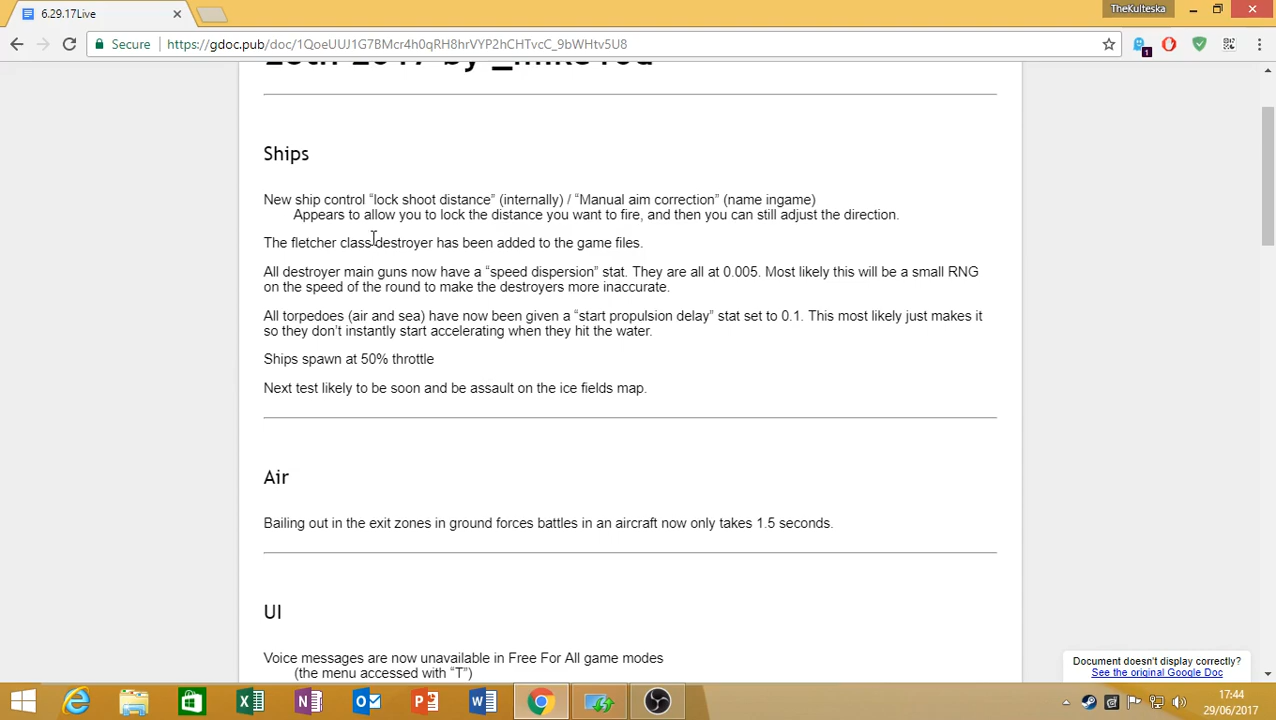 6.29.17Live
TheKulteska
Secure
https://gdoc.pub/doc/1QoeUUJ1G7BMcr4h0qRH8hrVYP2hCHTvcC_9bWHtv5U8
1
2017 by
Ships
New ship control “lock shoot distance” (internally) / “Manual aim correction” (name ingame)
Appears to allow you to lock the distance you want to fire, and then you can still adjust the direction.
The fletcher class destroyer has been added to the game files.
All destroyer main guns now have a “speed dispersion” stat. They are all at 0.005. Most likely this will be a small RNG
on the speed of the round to make the destroyers more inaccurate.
All torpedoes (air and sea) have now been given a “start propulsion delay” stat set to 0.1. This most likely just makes it
so they don’t instantly start accelerating when they hit the water.
Ships spawn at 50% throttle
Next test likely to be soon and be assault on the ice fields map.
Air
Bailing out in the exit zones in ground forces battles in an aircraft now only takes 1.5 seconds.
UI
Voice messages are now unavailable in Free For All game modes
(the menu accessed with “T”)
Document doesn't display correctly?
See the original Google Doc
17:44
29/06/2017